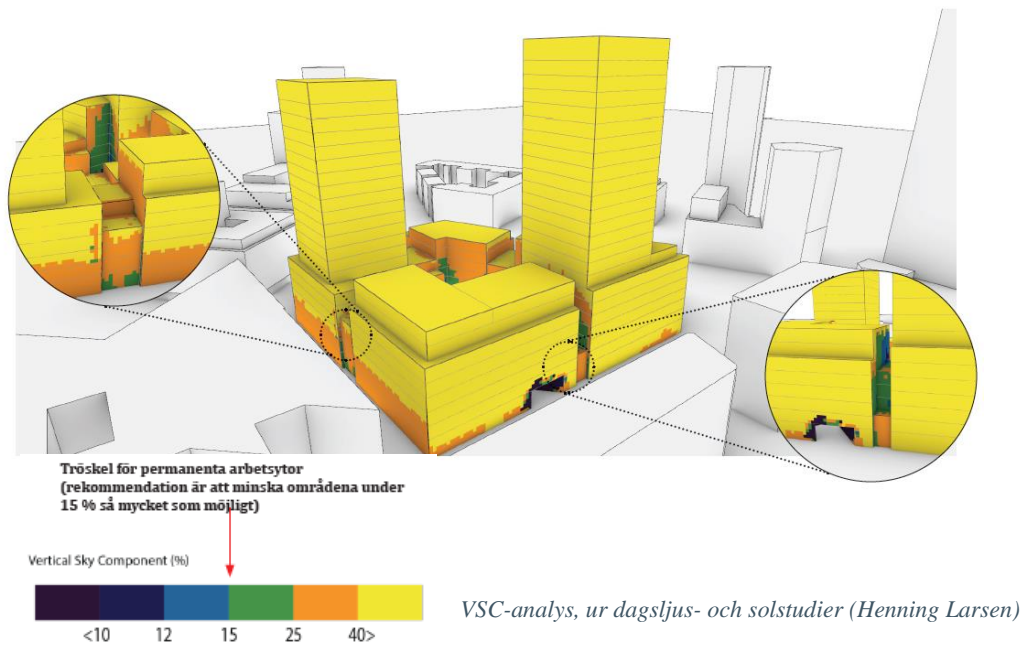 Tröskel för permanenta arbetsytor
(rekommendation är att minska områdena under
15 % så mycket som möjligt)
Vertical Sky Component (%)
<10 12 15 25 40>
VSC-analys, ur dagsljus- och solstudier (Henning Larsen)